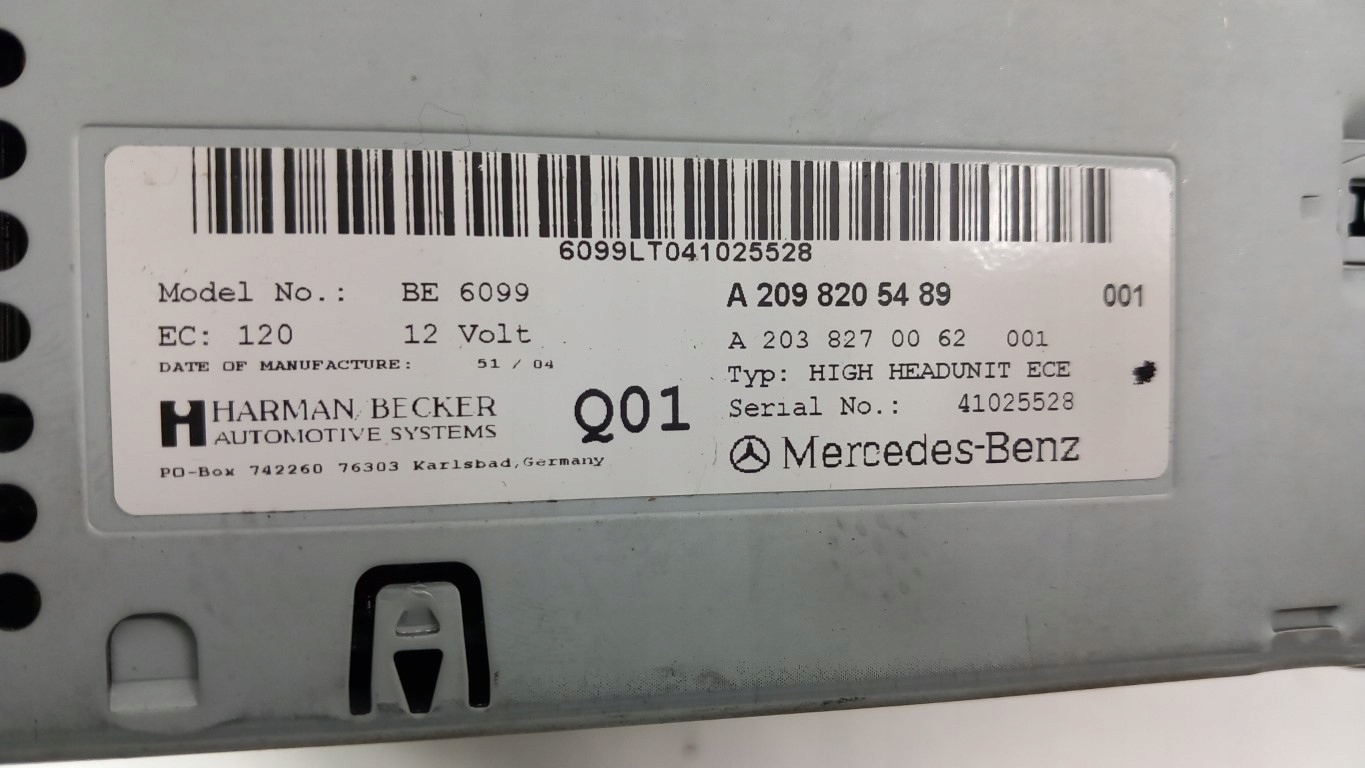 6099LT041025528
Model No.: BE 6099
A 209 820 54 89 001
EC: 120 12 Volt
A 203 827 00 62 001
DATE OF MANUFACTURE: 51 / 04
Typ: HIGH HEADUNIT ECE
HARMAN/BECKER
AUTOMOTIVE SYSTEMS
Q01
Serial No.: 41025528
Mercedes-Benz
PO-Box 742260 76303 Karlsbad, Germany